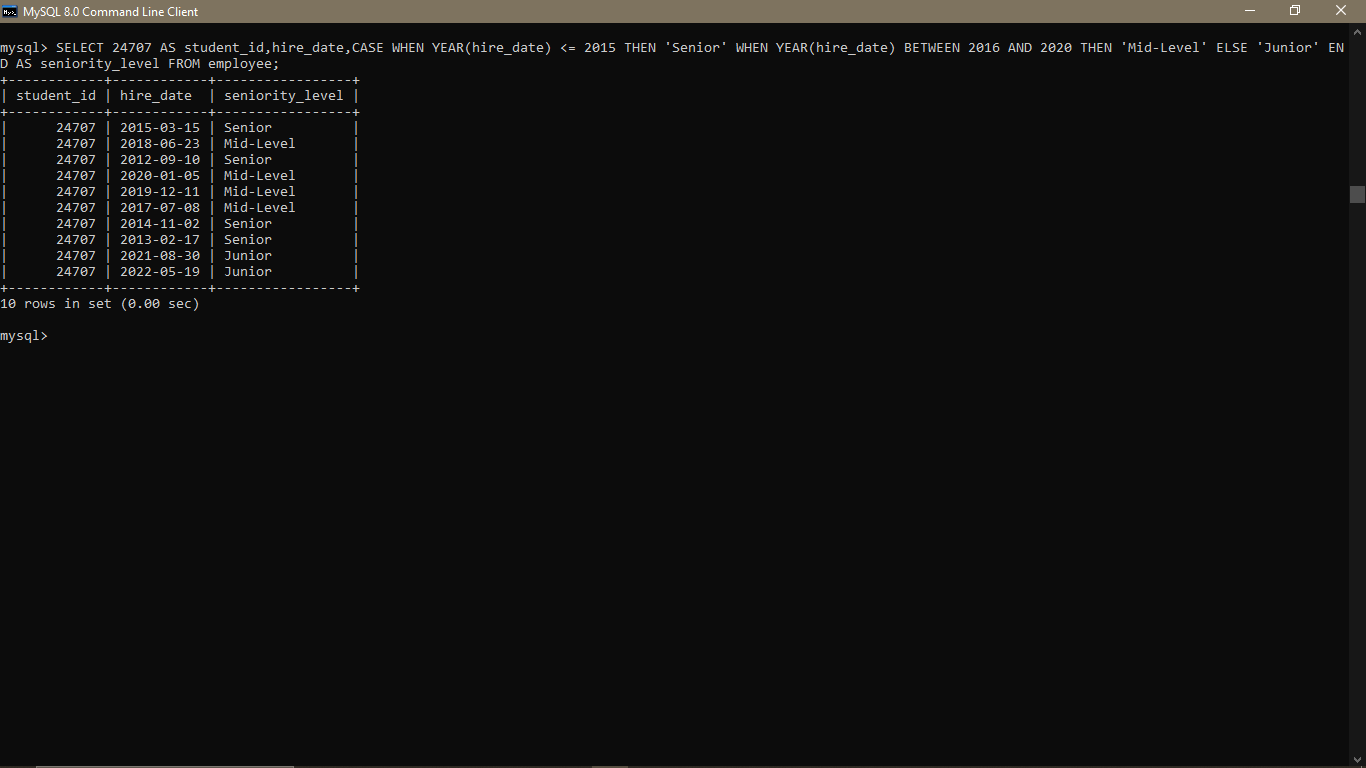 MySQL 8.0 Command Line Client
mysql> SELECT 24707 AS student_id,hire_date,CASE WHEN YEAR(hire_date) <= 2015 THEN 'Senior' WHEN YEAR(hire_date) BETWEEN 2016 AND 2020 THEN 'Mid-Level' ELSE 'Junior' EN
D AS seniority_level FROM employee;
+------------+------------+-----------------+
| student_id | hire_date  | seniority_level |
+------------+------------+-----------------+
|      24707 | 2015-03-15 | Senior          |
|      24707 | 2018-06-23 | Mid-Level       |
|      24707 | 2012-09-10 | Senior          |
|      24707 | 2020-01-05 | Mid-Level       |
|      24707 | 2019-12-11 | Mid-Level       |
|      24707 | 2017-07-08 | Mid-Level       |
|      24707 | 2014-11-02 | Senior          |
|      24707 | 2013-02-17 | Senior          |
|      24707 | 2021-08-30 | Junior          |
|      24707 | 2022-05-19 | Junior          |
+------------+------------+-----------------+
10 rows in set (0.00 sec)
mysql>